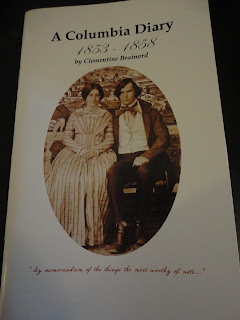 A Columbia Diary
1853 - 1858
by Clementine Brainard
"My memorandum of the things the most worthy of note...."